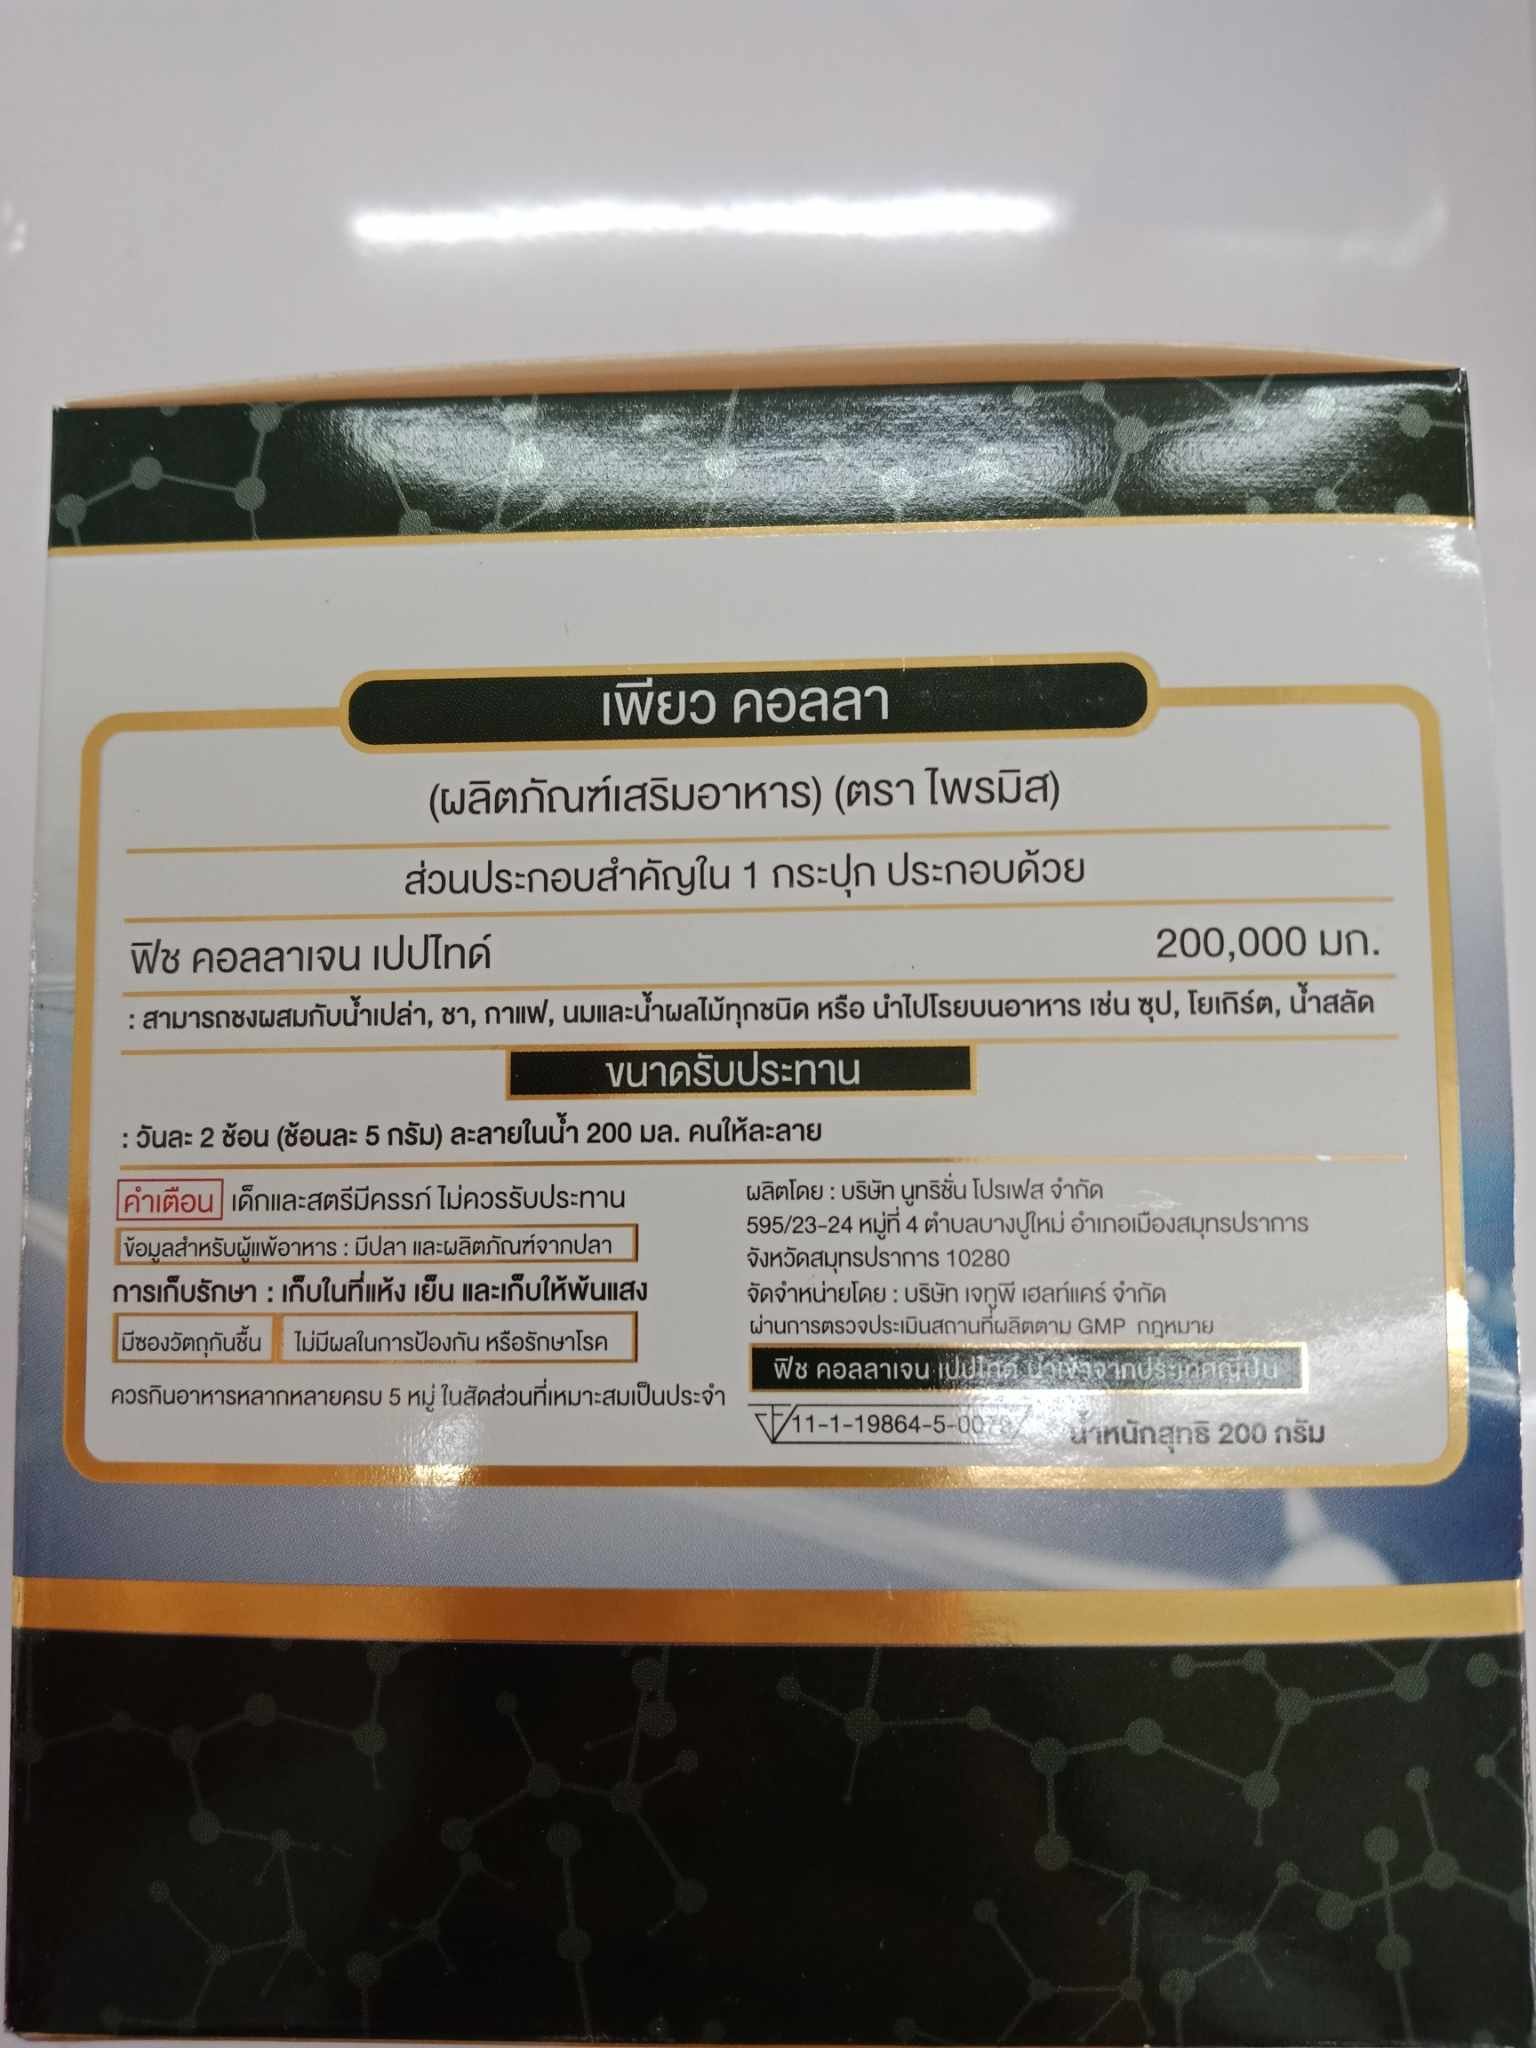 เพียว คอลลา
(ผลิตภัณฑ์เสริมอาหาร) (ตรา ไพรมิส)
ส่วนประกอบสำคัญใน 1 กระปุก ประกอบด้วย
ฟิช คอลลาเจน เปปไทด์ 200,000 มก.
: สามารถชงผสมกับน้ำเปล่า, ชา, กาแฟ, นมและน้ำผลไม้ทุกชนิด หรือ นำไปโรยบนอาหาร เช่น ซุป, โยเกิร์ต, น้ำสลัด
ขนาดรับประทาน
: วันละ 2 ช้อน (ช้อนละ 5 กรัม) ละลายในน้ำ 200 มล. คนให้ละลาย
คำเตือน เด็กและสตรีมีครรภ์ ไม่ควรรับประทาน
ข้อมูลสำหรับผู้แพ้อาหาร : มีปลา และผลิตภัณฑ์จากปลา
การเก็บรักษา : เก็บในที่แห้ง เย็น และเก็บให้พ้นแสง
มีซองวัตถุกันชื้น ไม่มีผลในการป้องกัน หรือรักษาโรค
ควรกินอาหารหลากหลายครบ 5 หมู่ ในสัดส่วนที่เหมาะสมเป็นประจำ
ผลิตโดย : บริษัท นูทริชั่น โปรเฟส จำกัด
595/23-24 หมู่ที่ 4 ตำบลบางปูใหม่ อำเภอเมืองสมุทรปราการ
จังหวัดสมุทรปราการ 10280
จัดจำหน่ายโดย : บริษัท เจทูพี เฮลท์แคร์ จำกัด
ผ่านการตรวจประเมินสถานที่ผลิตตาม GMP กฎหมาย
ฟิช คอลลาเจน เปปไทด์ นำเข้าจากประเทศญี่ปุ่น
น้ำหนักสุทธิ 200 กรัม